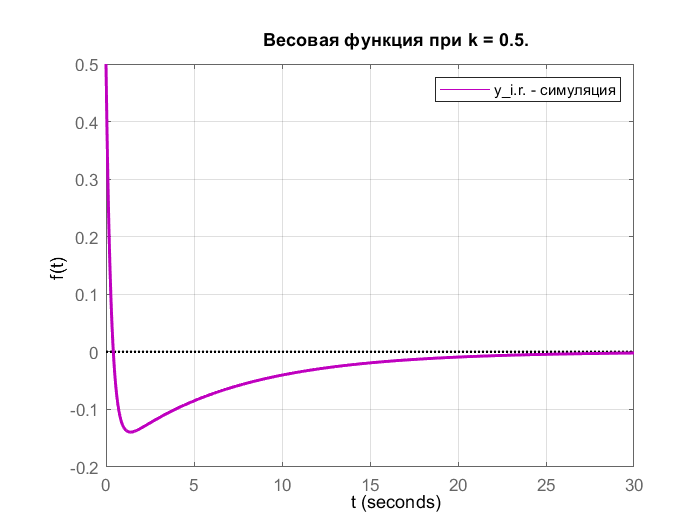 Весовая функция при k = 0.5.
y_i.r. - симуляция
0.5
0.4
0.3
0.2
0.1
0
-0.1
-0.2
f(t)
0 5 10 15 20 25 30
t (seconds)